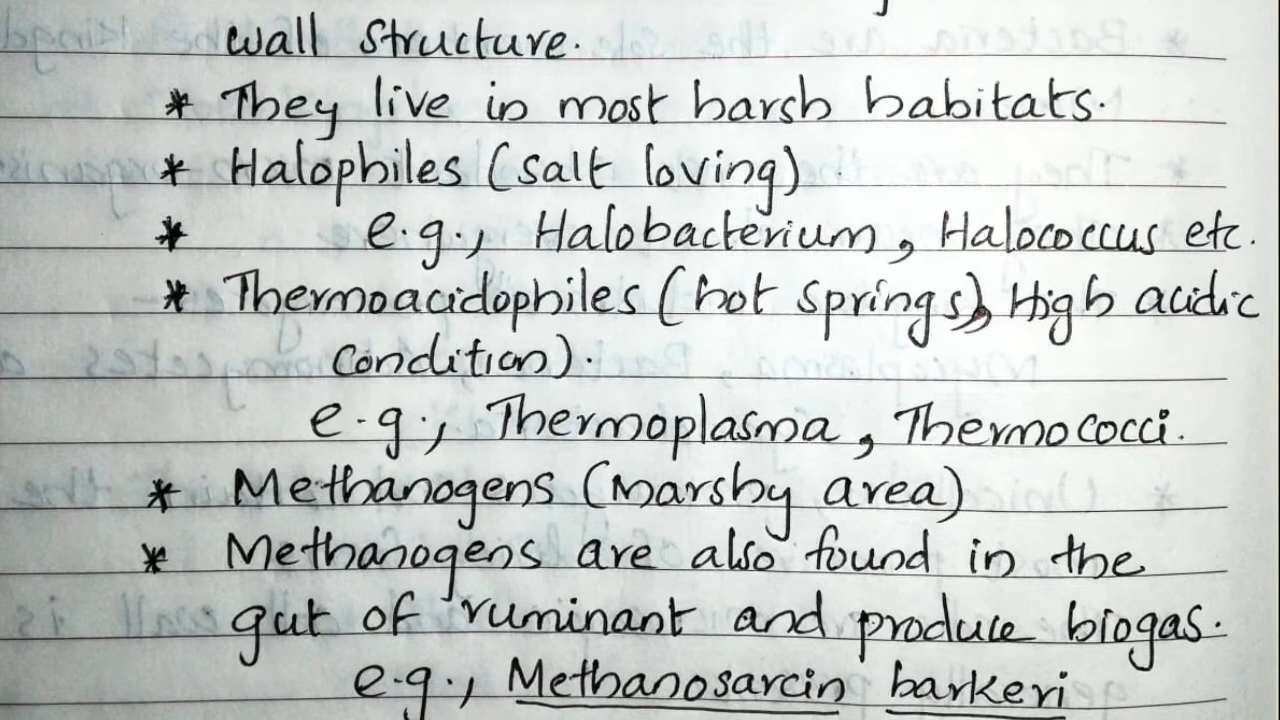 wall structure.
* They live in most harsh habitats.
* Halophiles (salt loving)
* e.g., Halobacterium, Halococcus etc.
* Thermoacidophiles (hot springs), High acidic
condition).
e.g., Thermoplasma, Thermococci.
* Methanogens (Marshy area)
* Methanogens are also found in the
gut of ruminant and produce biogas.
e.g., Methanosarcin barkeri